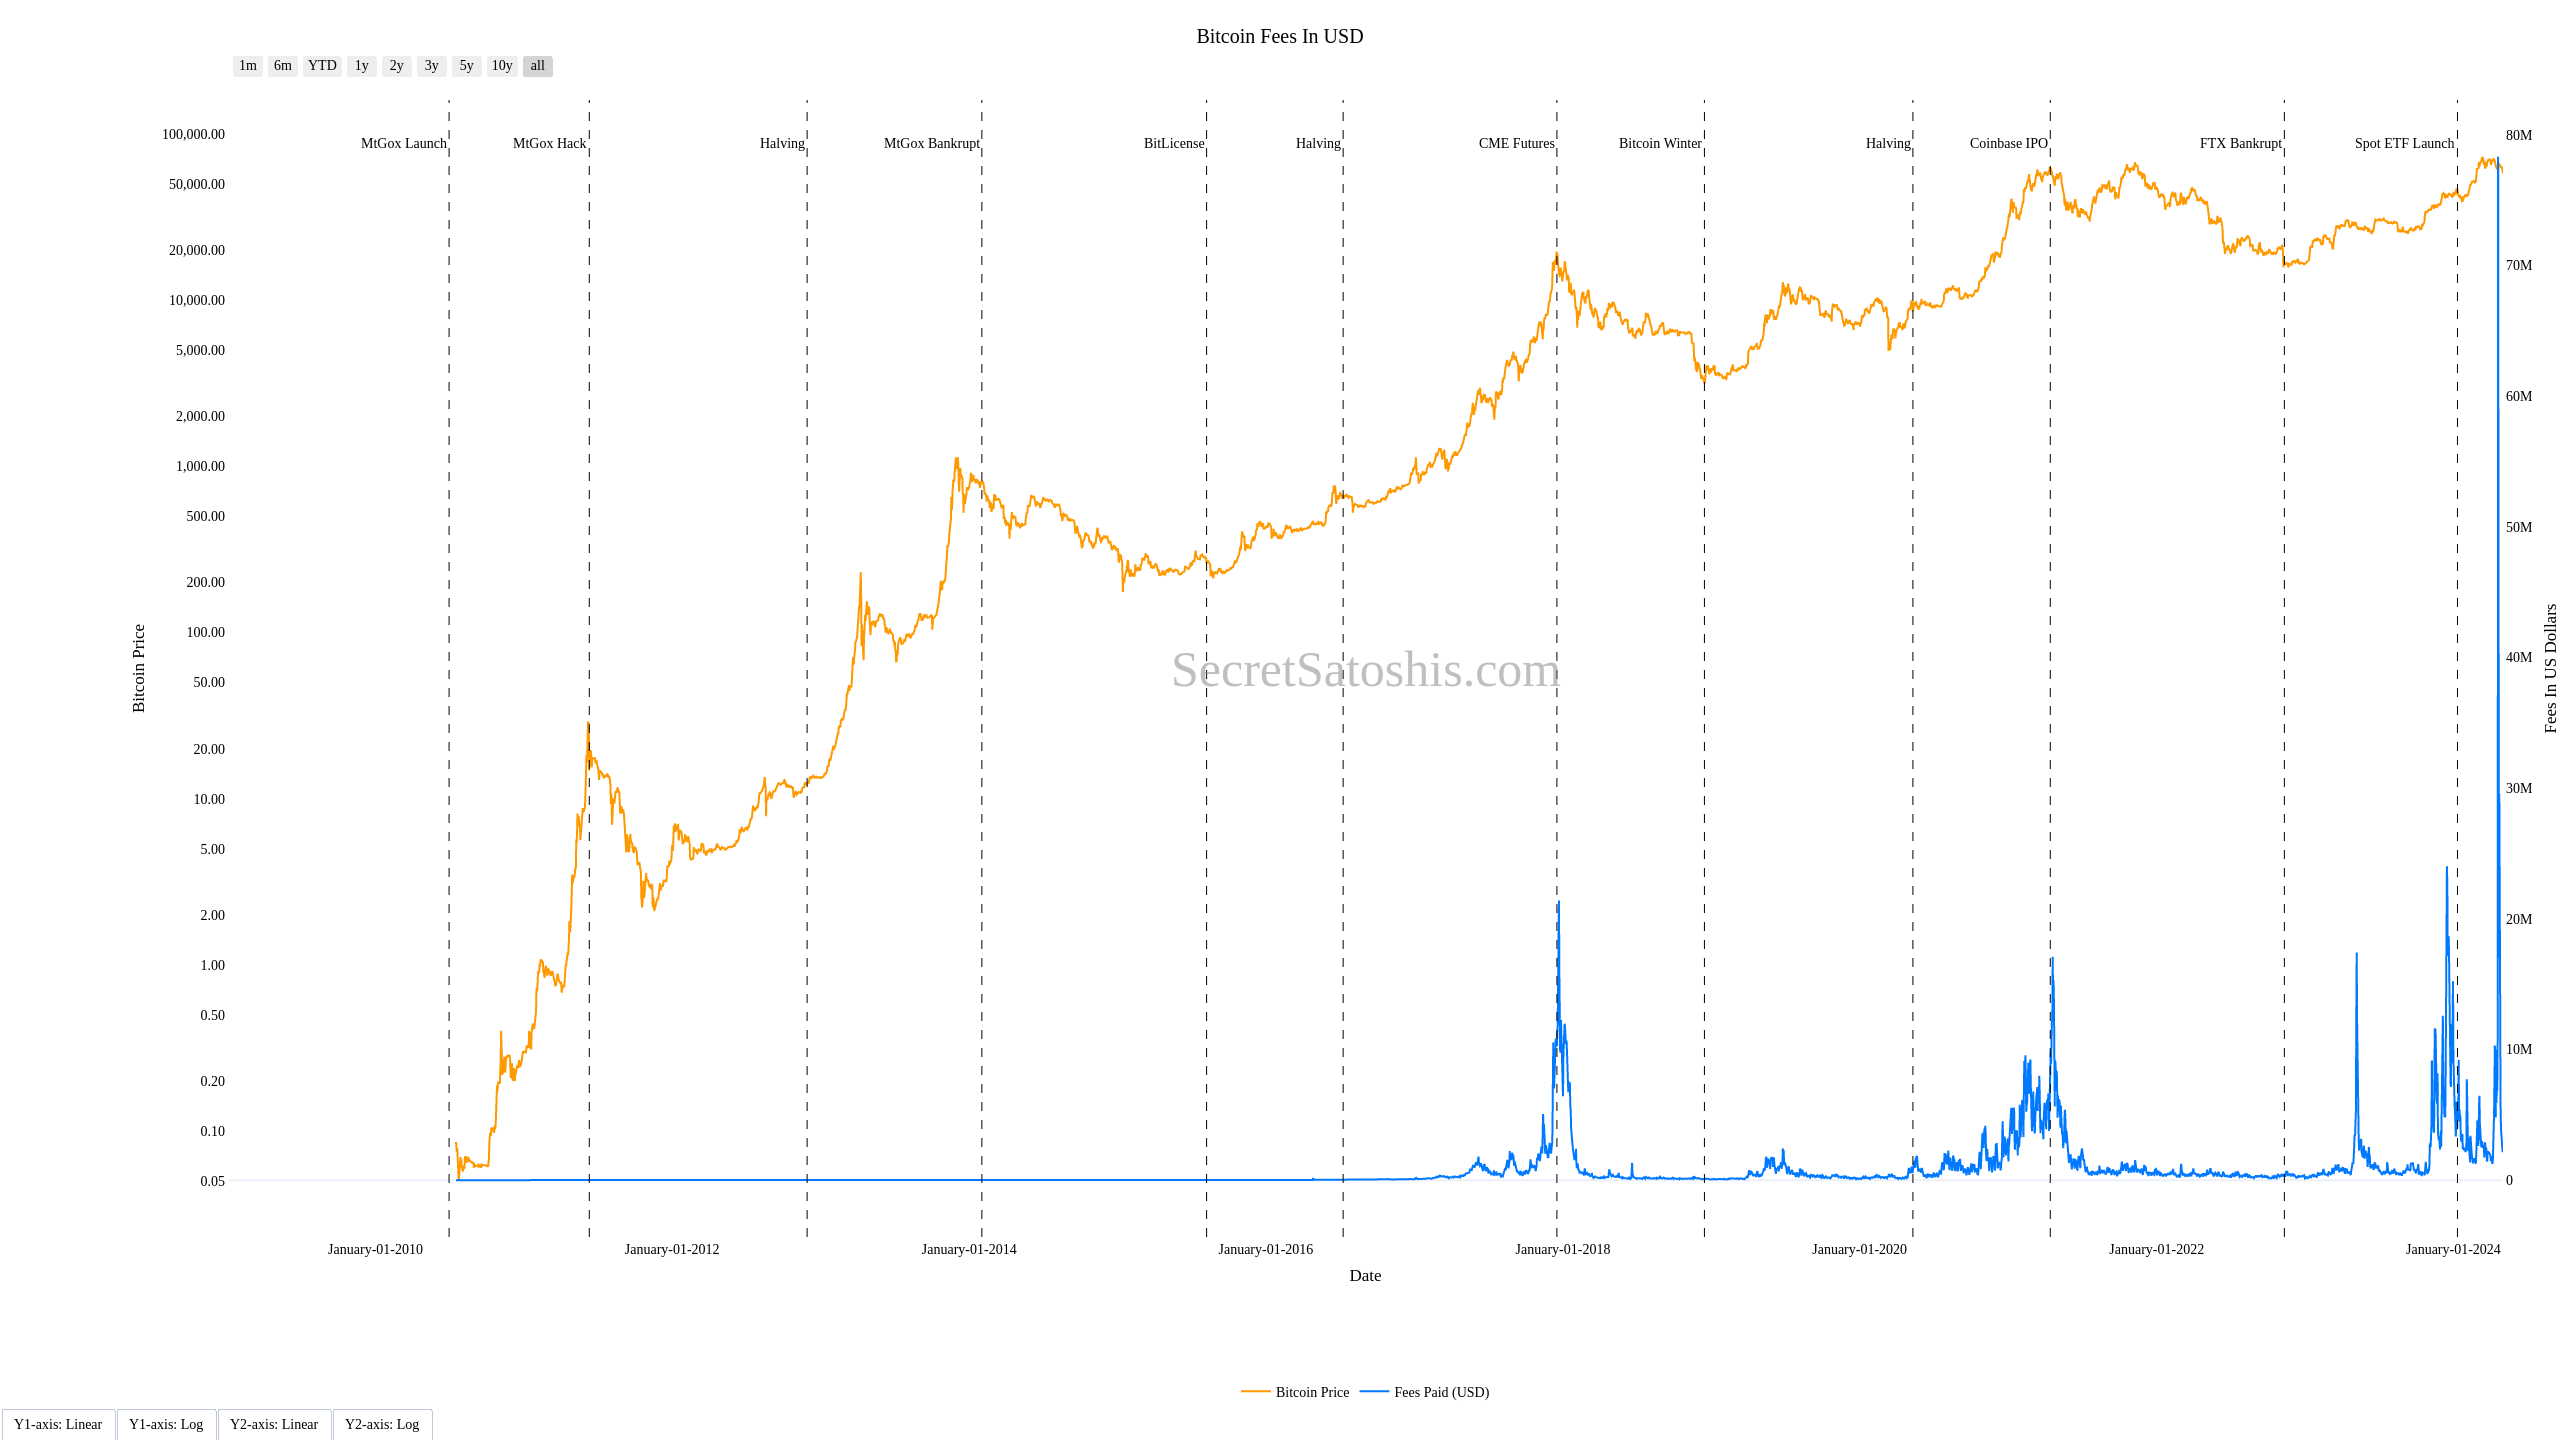 Bitcoin Fees In USD
1m 6m YTD 1y 2y 3y 5y 10y all
MtGox Launch MtGox Hack Halving MtGox Bankrupt BitLicense Halving CME Futures Bitcoin Winter Halving Coinbase IPO FTX Bankrupt Spot ETF Launch
100,000.00
50,000.00
20,000.00
10,000.00
5,000.00
2,000.00
1,000.00
500.00
200.00
100.00
50.00
20.00
10.00
5.00
2.00
1.00
0.50
0.20
0.10
0.05
Bitcoin Price
SecretSatoshis.com
80M
70M
60M
50M
40M
30M
20M
10M
0
Fees In US Dollars
January-01-2010 January-01-2012 January-01-2014 January-01-2016 January-01-2018 January-01-2020 January-01-2022 January-01-2024
Date
Bitcoin Price Fees Paid (USD)
Y1-axis: Linear Y1-axis: Log Y2-axis: Linear Y2-axis: Log